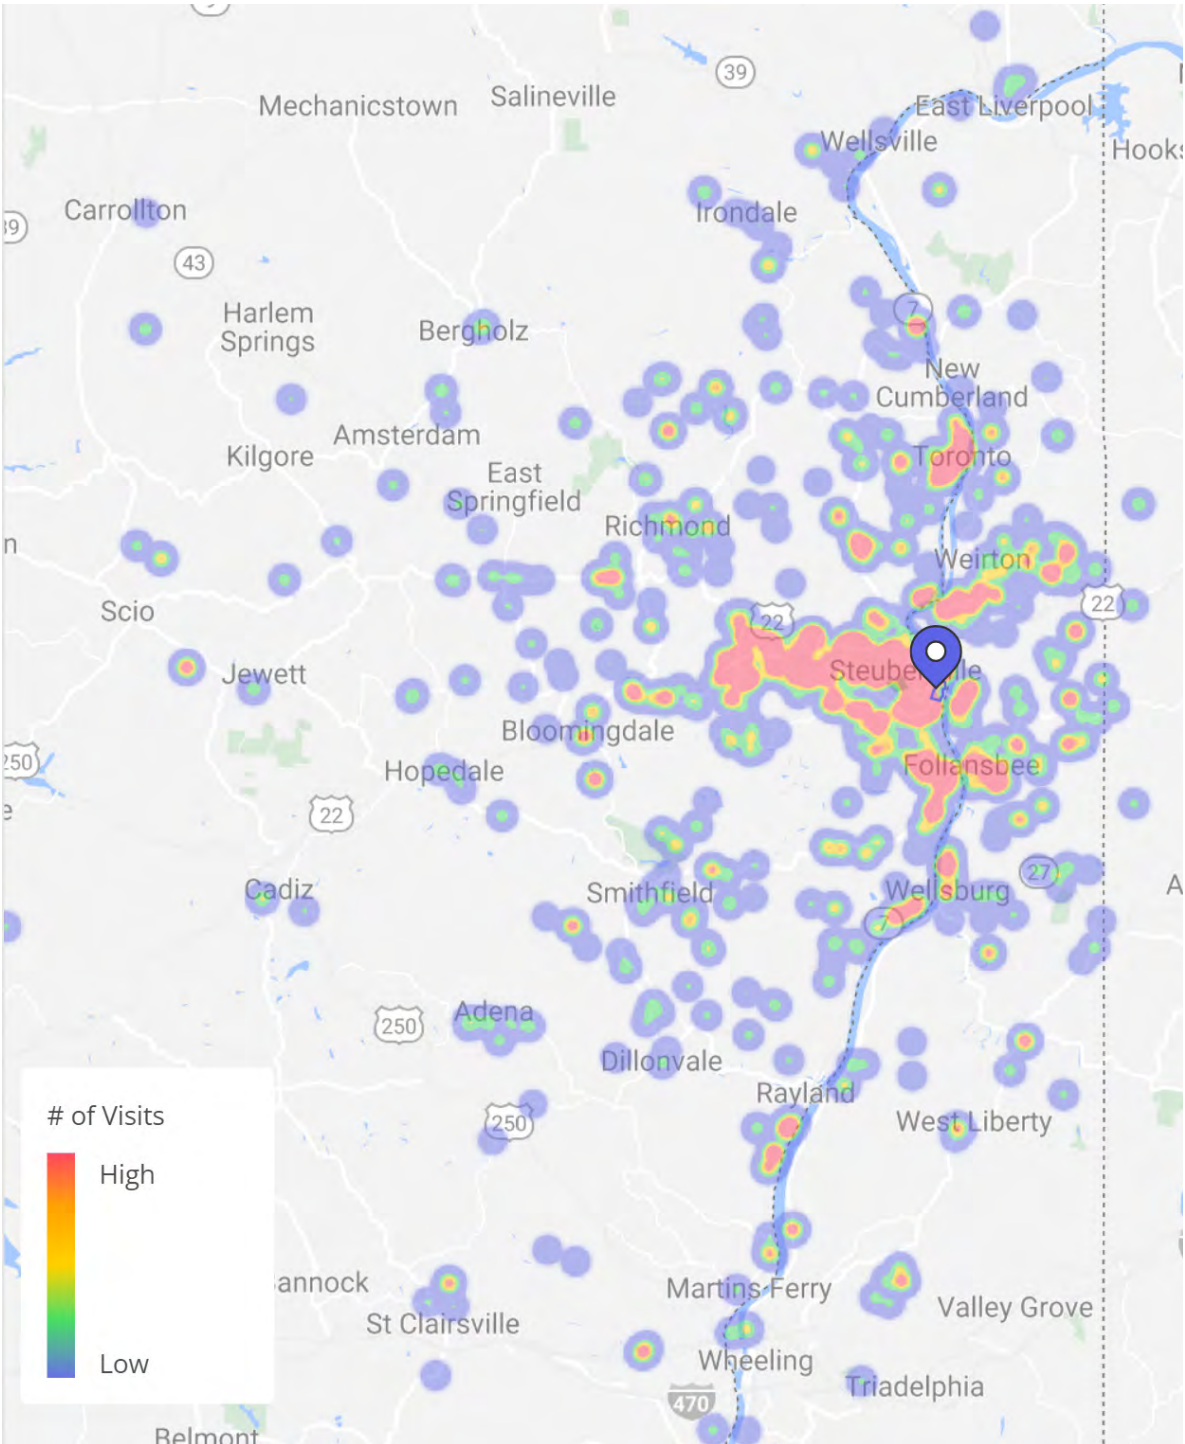 39
Salineville
Mechanicstown
East Liverpool
Wellsville
Hooks
Carrollton
Irondale
39
43
7
Harlem
Springs
Bergholz
New
Cumberland
Amsterdam
Kilgore
Toronto
East
Springfield
Richmond
n
Weirton
Scio
22
22
Jewett
Steubenville
Bloomingdale
250
Hopedale
Follansbee
22
e
27
Cadiz
Smithfield
Wellsburg
A
7
Adena
250
Dillonvale
Rayland
# of Visits
250
West Liberty
High
annock
Martins Ferry
Valley Grove
St Clairsville
Low
Wheeling
Triadelphia
470
Belmont